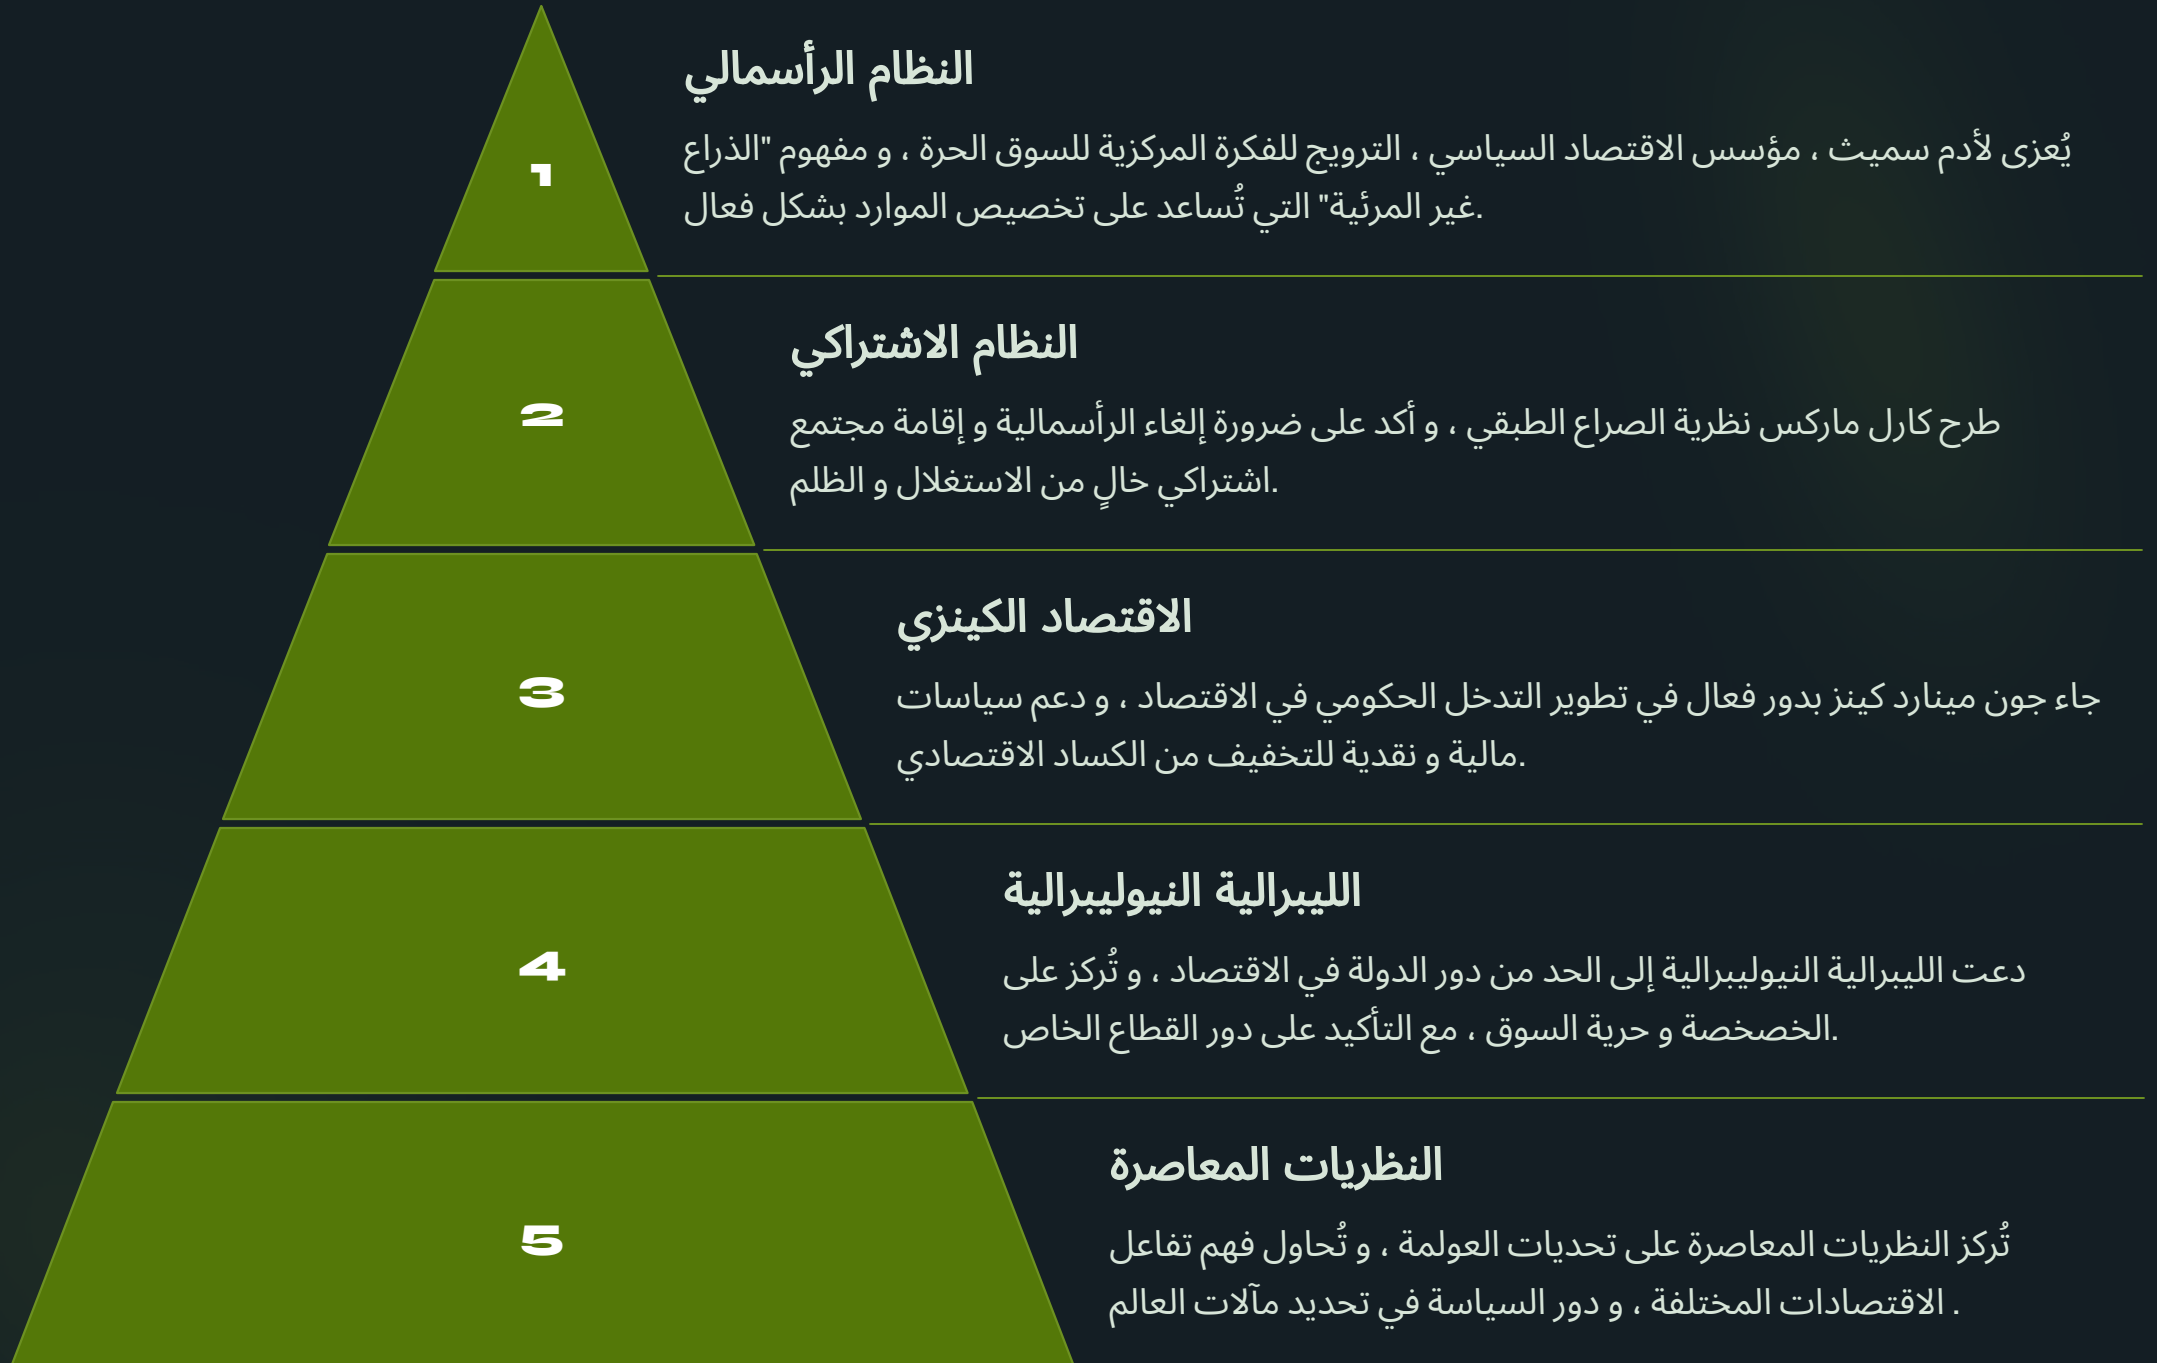 1
النظام الرأسمالي
يُعزى لأدم سميث ، مؤسس الاقتصاد السياسي ، الترويج للفكرة المركزية للسوق الحرة ، و مفهوم "الذراع
غير المرئية" التي تُساعد على تخصيص الموارد بشكل فعال.
2
النظام الاشتراكي
طرح كارل ماركس نظرية الصراع الطبقي ، و أكد على ضرورة إلغاء الرأسمالية و إقامة مجتمع
اشتراكي خالٍ من الاستغلال و الظلم.
3
الاقتصاد الكينزي
جاء جون مينارد كينز بدور فعال في تطوير التدخل الحكومي في الاقتصاد ، و دعم سياسات
مالية و نقدية للتخفيف من الكساد الاقتصادي.
4
الليبرالية النيوليبرالية
دعت الليبرالية النيوليبرالية إلى الحد من دور الدولة في الاقتصاد ، و تُركز على
الخصخصة و حرية السوق ، مع التأكيد على دور القطاع الخاص.
5
النظريات المعاصرة
تُركز النظريات المعاصرة على تحديات العولمة ، و تُحاول فهم تفاعل
الاقتصادات المختلفة ، و دور السياسة في تحديد مآلات العالم .